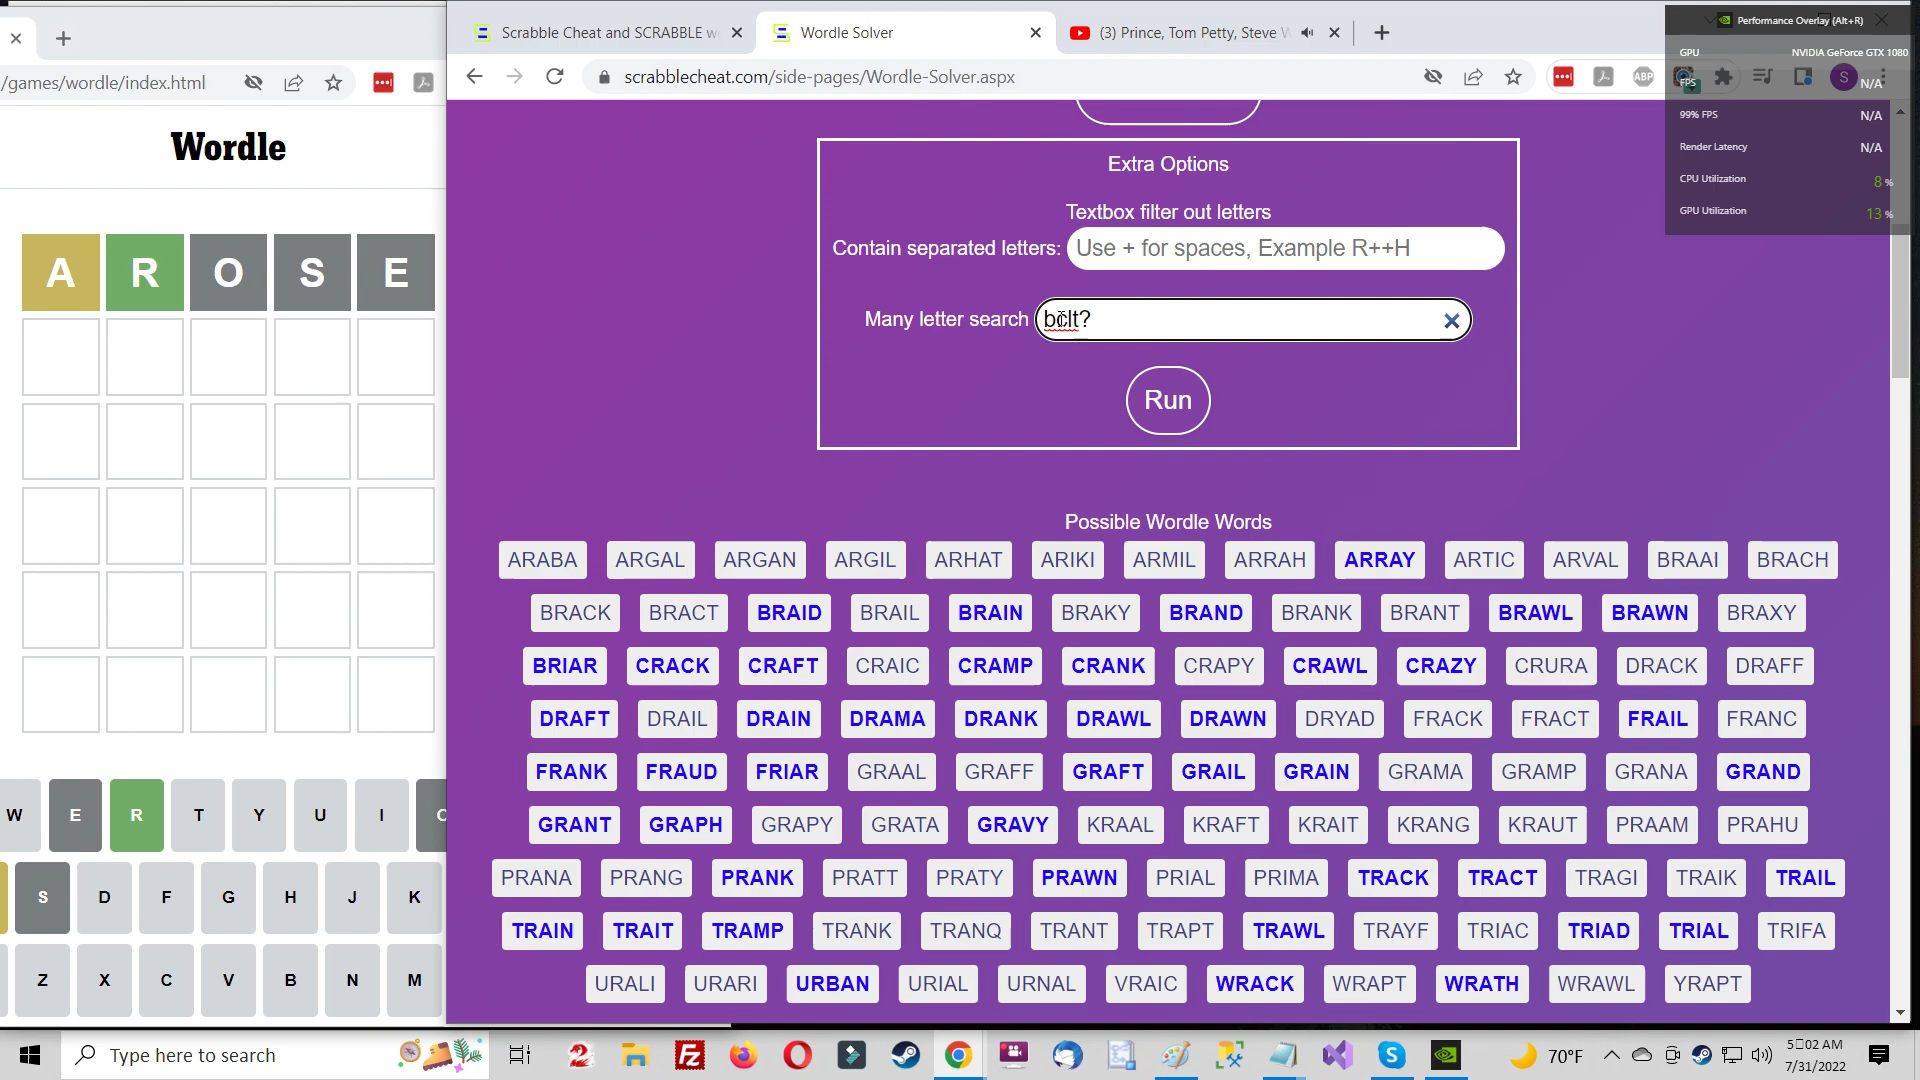 Scrabble Cheat and SCRABBLE w
Wordle Solver
(3) Prince, Tom Petty, Steve W
/games/wordle/index.html
scrabblecheat.com/side-pages/Wordle-Solver.aspx
ABP
S
Performance Overlay (Alt+R)
GPU NVIDIA GeForce GTX 1080
FPS N/A
99% FPS N/A
Render Latency N/A
CPU Utilization 8 %
GPU Utilization 13 %
Wordle
A R O S E
W E R T Y U I
S D F G H J K
Z X C V B N M
Extra Options
Textbox filter out letters
Contain separated letters: Use + for spaces, Example R++H
Many letter search
Run
Possible Wordle Words
ARABA ARGAL ARGAN ARGIL ARHAT ARIKI ARMIL ARRAH ARRAY ARTIC ARVAL BRAAI BRACH
BRACK BRACT BRAID BRAIL BRAIN BRAKY BRAND BRANK BRANT BRAWL BRAWN BRAXY
BRIAR CRACK CRAFT CRAIC CRAMP CRANK CRAPY CRAWL CRAZY CRURA DRACK DRAFF
DRAFT DRAIL DRAIN DRAMA DRANK DRAWL DRAWN DRYAD FRACK FRACT FRAIL FRANC
FRANK FRAUD FRIAR GRAAL GRAFF GRAFT GRAIL GRAIN GRAMA GRAMP GRANA GRAND
GRANT GRAPH GRAPY GRATA GRAVY KRAAL KRAFT KRAIT KRANG KRAUT PRAAM PRAHU
PRANA PRANG PRANK PRATT PRATY PRAWN PRIAL PRIMA TRACK TRACT TRAGI TRAIK TRAIL
TRAIN TRAIT TRAMP TRANK TRANQ TRANT TRAPT TRAWL TRAYF TRIAC TRIAD TRIAL TRIFA
URALI URARI URBAN URIAL URNAL VRAIC WRACK WRAPT WRATH WRAWL YRAPT
Type here to search
70°F
5:02 AM
7/31/2022